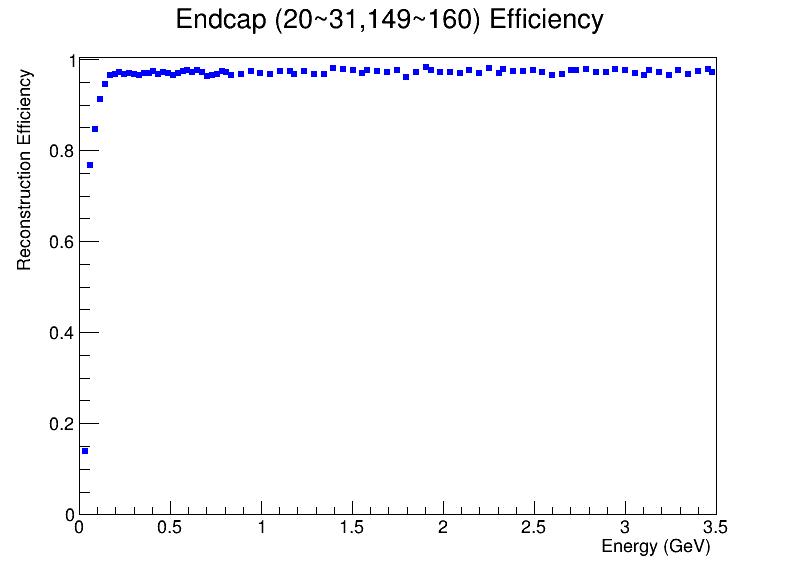 Endcap (20~31,149~160) Efficiency
Reconstruction Efficiency
1
0.8
0.6
0.4
0.2
0
0 0.5 1 1.5 2 2.5 3 3.5
Energy (GeV)